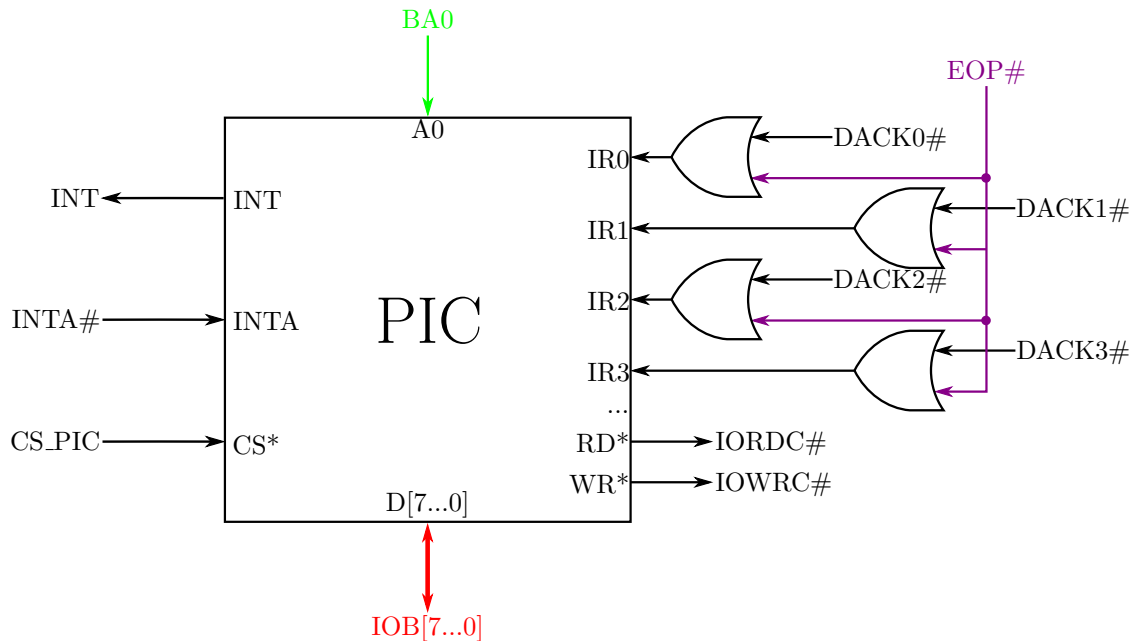 BA0
EOP#
A0
DACK0#
IR0
INT
INT
DACK1#
IR1
DACK2#
IR2
INTA#
INTA
PIC
DACK3#
IR3
...
CS_PIC
CS*
RD*
IORDC#
WR*
IOWRC#
D[7...0]
IOB[7...0]